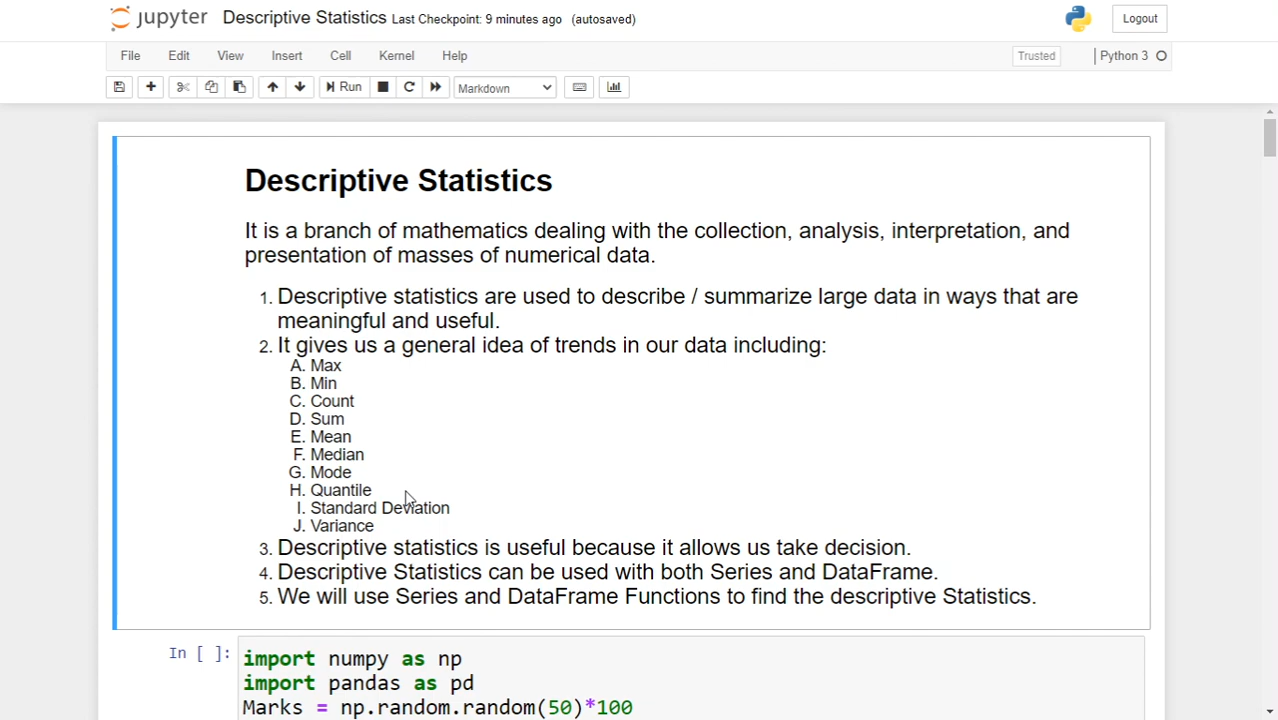 jupyter Descriptive Statistics Last Checkpoint: 9 minutes ago (autosaved) Logout
File Edit View Insert Cell Kernel Help Trusted Python 3
Run Markdown
Descriptive Statistics
It is a branch of mathematics dealing with the collection, analysis, interpretation, and
presentation of masses of numerical data.
1. Descriptive statistics are used to describe / summarize large data in ways that are
meaningful and useful.
2. It gives us a general idea of trends in our data including:
A. Max
B. Min
C. Count
D. Sum
E. Mean
F. Median
G. Mode
H. Quantile
I. Standard Deviation
J. Variance
3. Descriptive statistics is useful because it allows us take decision.
4. Descriptive Statistics can be used with both Series and DataFrame.
5. We will use Series and DataFrame Functions to find the descriptive Statistics.
In [ ]: import numpy as np
import pandas as pd
Marks = np.random.random(50)*100